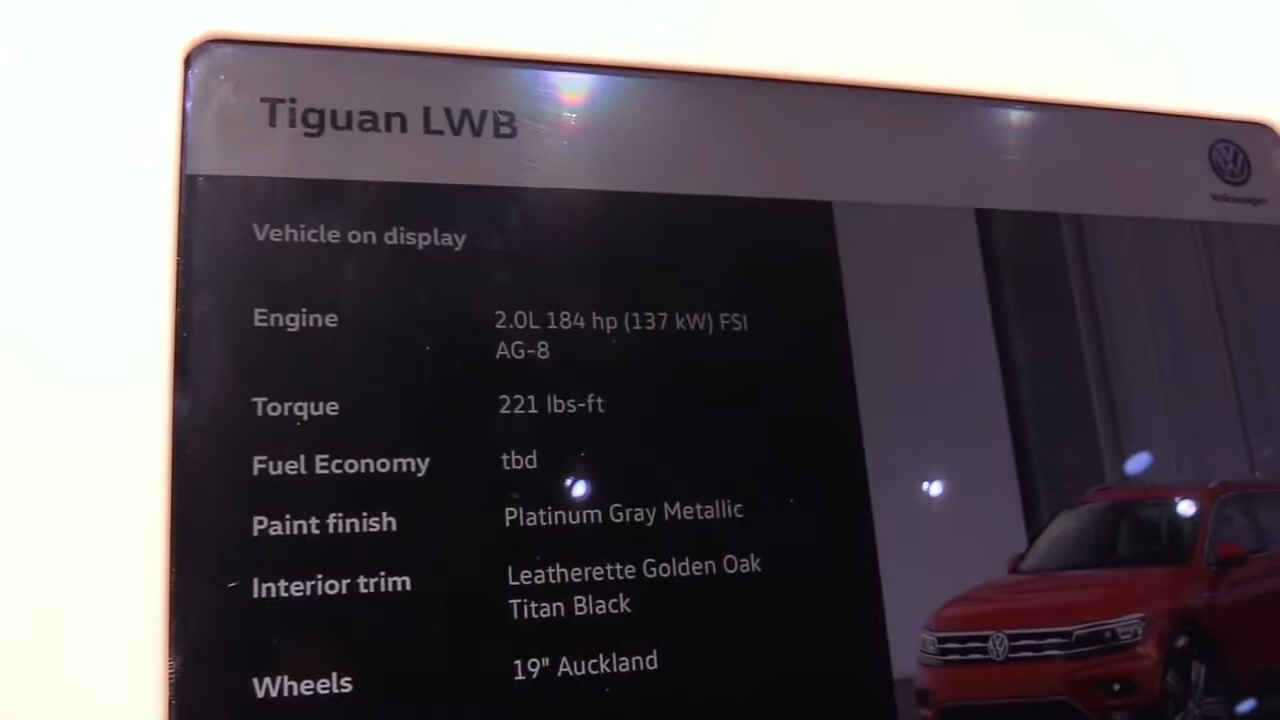 Tiguan LWB
Volkswagen
Vehicle on display
Engine 2.0L 184 hp (137 kW) FSI
AG-8
Torque 221 lbs-ft
Fuel Economy tbd
Paint finish Platinum Gray Metallic
Interior trim Leatherette Golden Oak
Titan Black
Wheels 19" Auckland